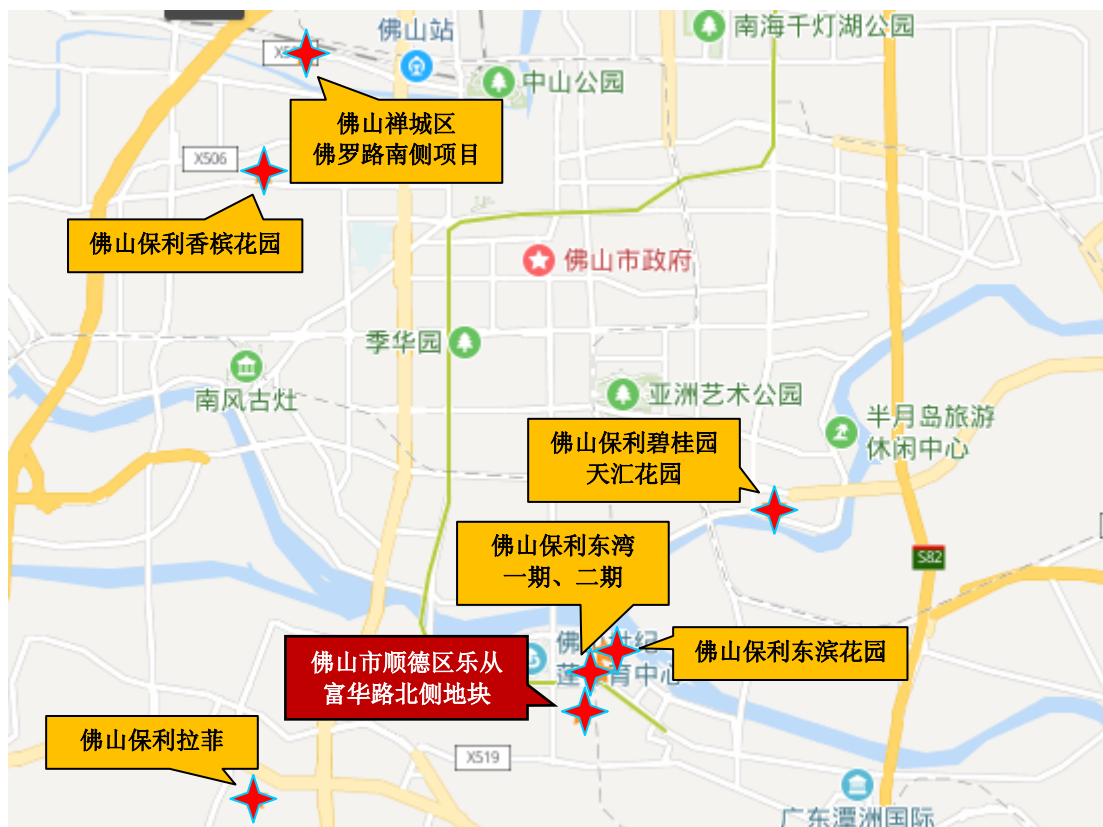 南海千灯湖公园
佛山站
中山公园
佛山禅城区
佛罗路南侧项目
X506
佛山保利香槟花园
佛山市政府
季华园
南风古灶
亚洲艺术公园
半月岛旅游
休闲中心
佛山保利碧桂园
天汇花园
佛山保利东湾
一期、二期
S82
佛山市顺德区乐从
富华路北侧地块
佛山保利东滨花园
佛山保利拉菲
X519
广东潭洲国际